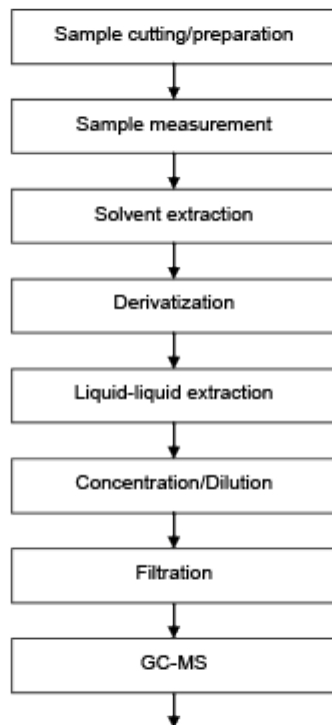 Sample cutting/preparation
Sample measurement
Solvent extraction
Derivatization
Liquid-liquid extraction
Concentration/Dilution
Filtration
GC-MS